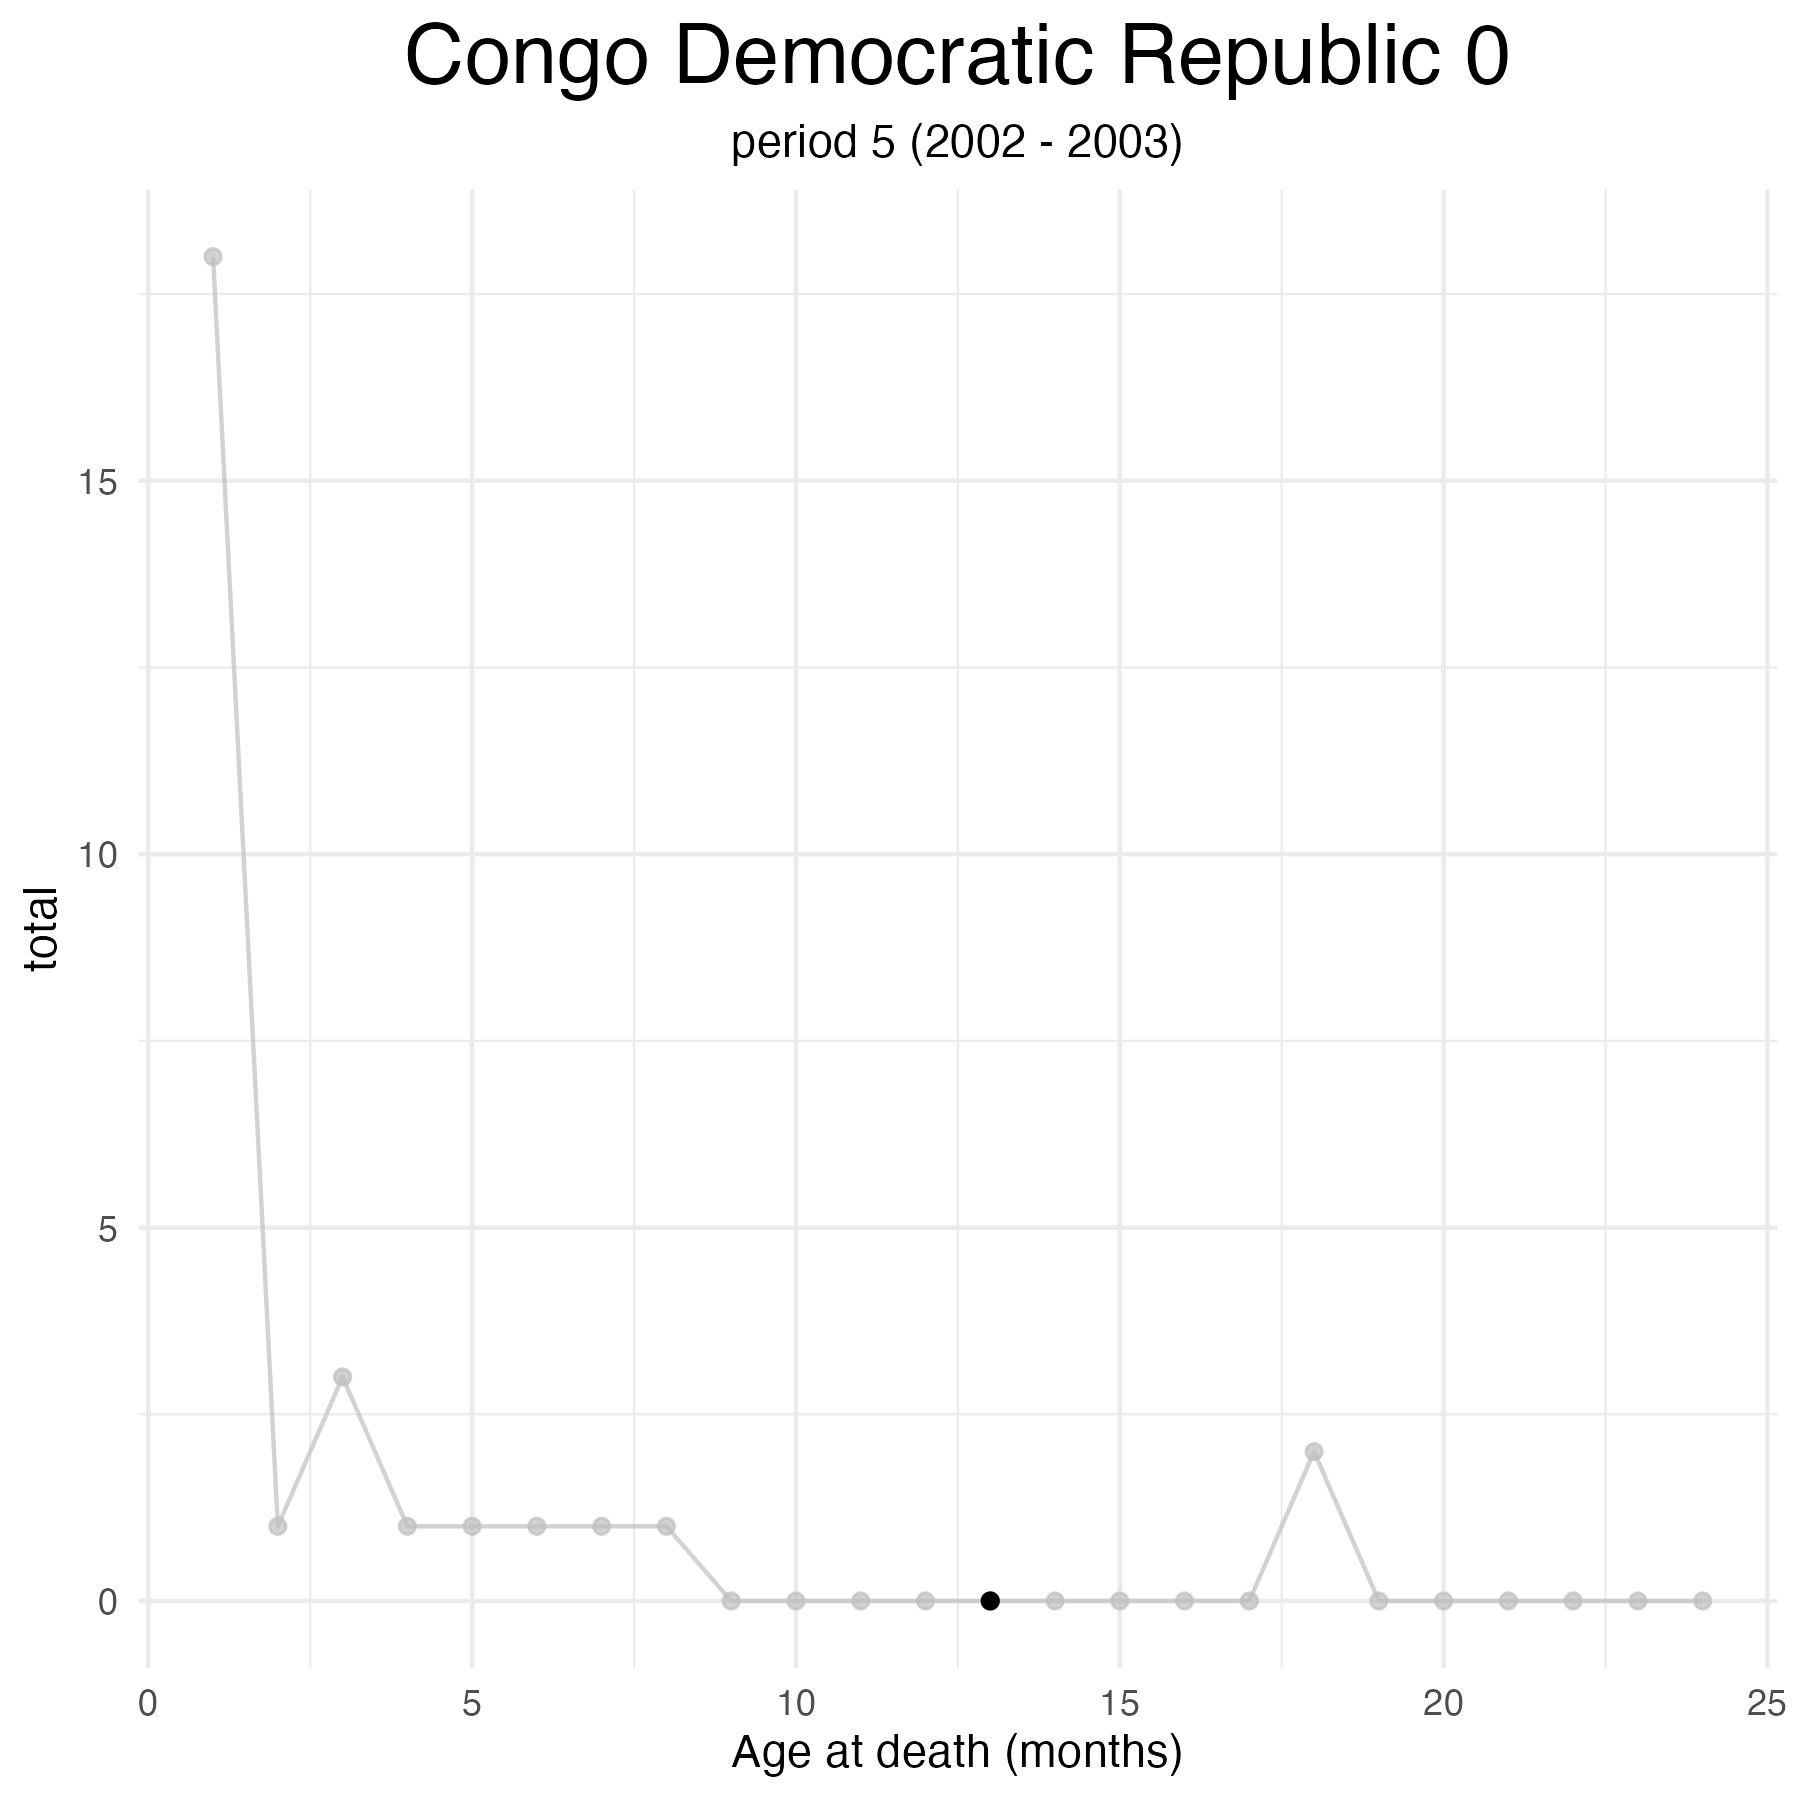 Congo Democratic Republic 0
period 5 (2002 - 2003)
15
10
5
0
total
0 5 10 15 20 25
Age at death (months)